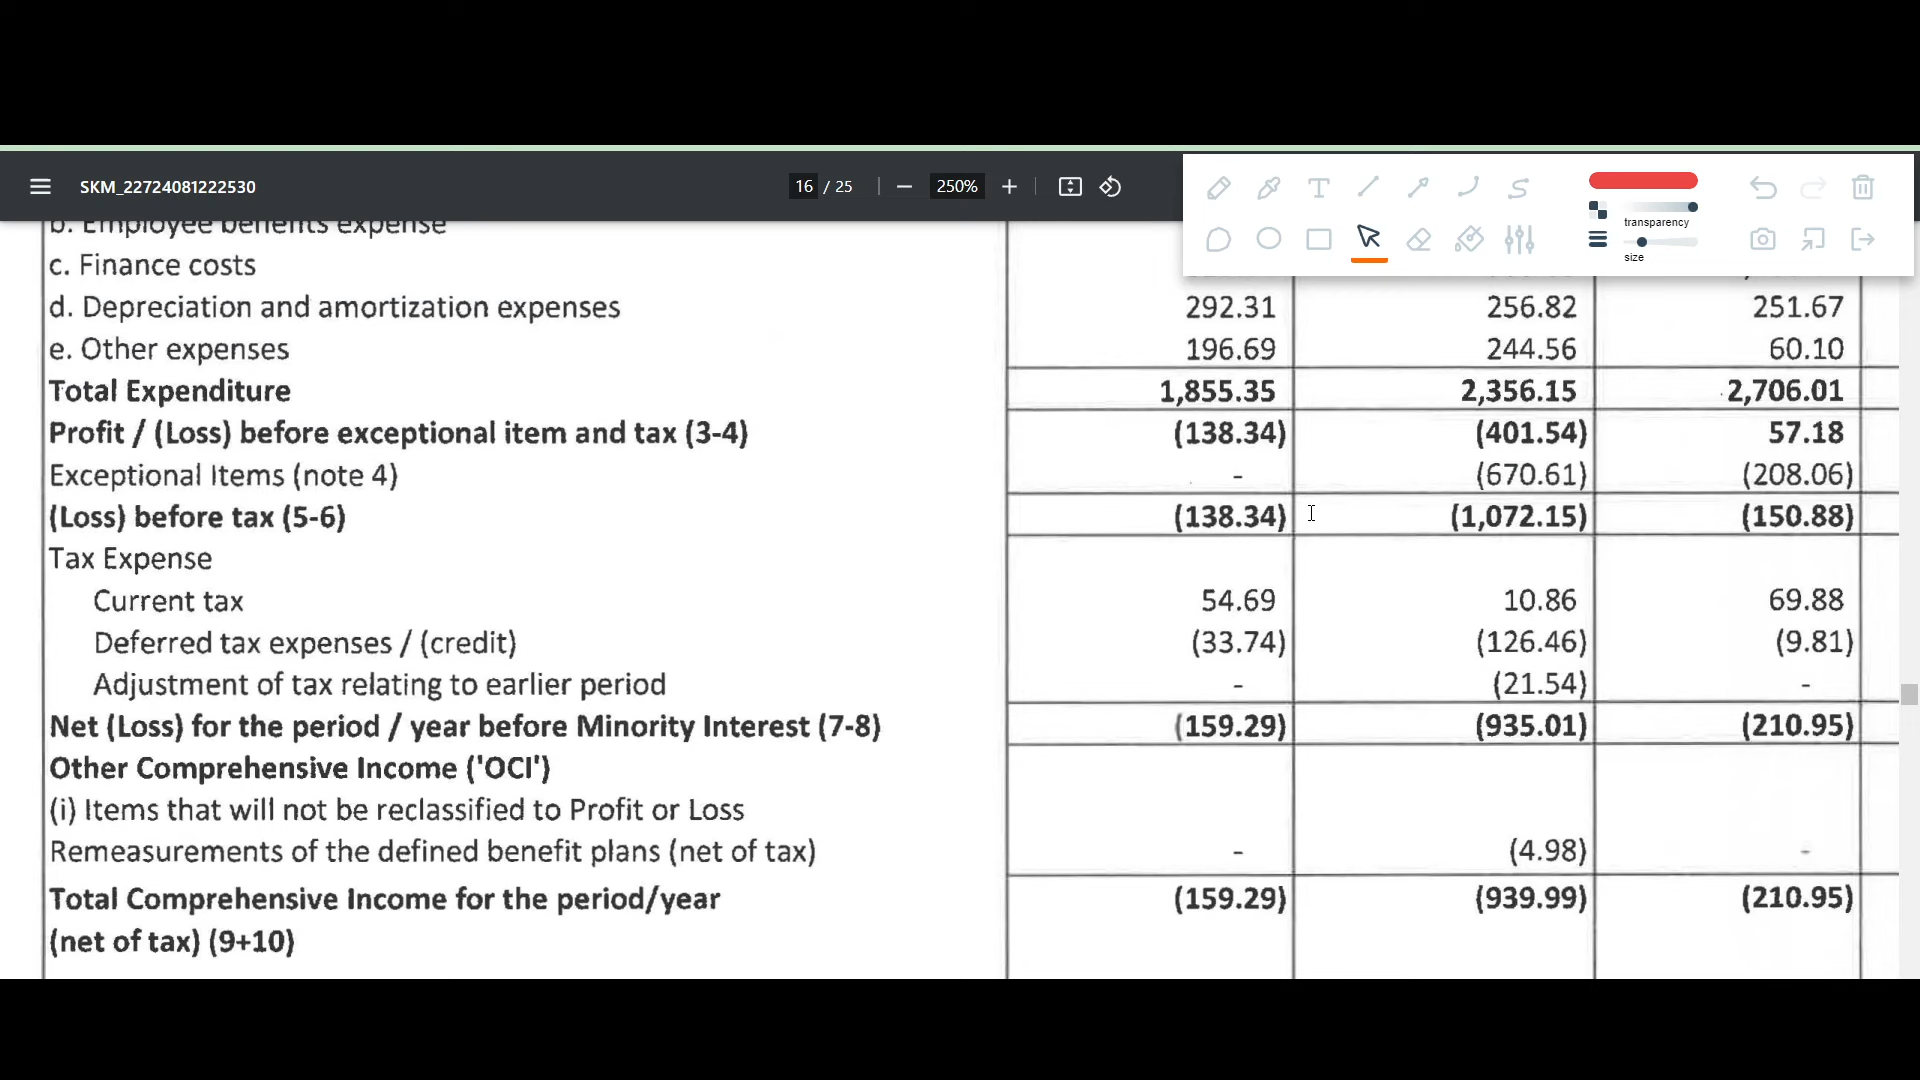 SKM_22724081222530 16 / 25 250%
transparency
size
b. Employee benefits expense
c. Finance costs
d. Depreciation and amortization expenses 292.31 256.82 251.67
e. Other expenses 196.69 244.56 60.10
Total Expenditure 1,855.35 2,356.15 2,706.01
Profit / (Loss) before exceptional item and tax (3-4) (138.34) (401.54) 57.18
Exceptional Items (note 4) - (670.61) (208.06)
(Loss) before tax (5-6) (138.34) (1,072.15) (150.88)
Tax Expense
Current tax 54.69 10.86 69.88
Deferred tax expenses / (credit) (33.74) (126.46) (9.81)
Adjustment of tax relating to earlier period - (21.54) -
Net (Loss) for the period / year before Minority Interest (7-8) (159.29) (935.01) (210.95)
Other Comprehensive Income ('OCI')
(i) Items that will not be reclassified to Profit or Loss
Remeasurements of the defined benefit plans (net of tax) - (4.98) -
Total Comprehensive Income for the period/year (159.29) (939.99) (210.95)
(net of tax) (9+10)